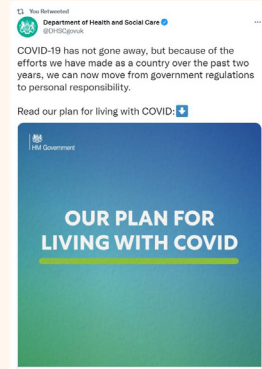 You Retweeted
Department of Health and Social Care
@DHSCgovuk
COVID-19 has not gone away, but because of the
efforts we have made as a country over the past two
years, we can now move from government regulations
to personal responsibility.
Read our plan for living with COVID:
HM Government
OUR PLAN FOR
LIVING WITH COVID